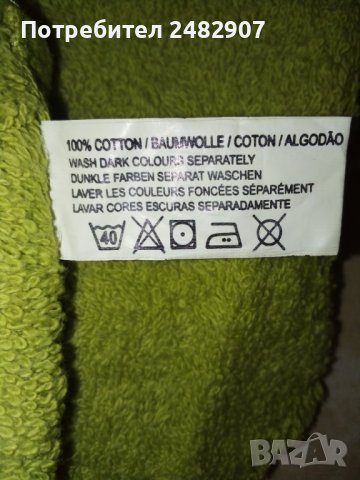 Потребител 2482907
100% COTTON / BAUMWOLLE / COTON / ALGODÃO
WASH DARK COLOURS SEPARATELY
DUNKLE FARBEN SEPARAT WASCHEN
LAVER LES COULEURS FONCÉES SÉPARÉMENT
LAVAR CORES ESCURAS SEPARADAMENTE
40
BAZAR